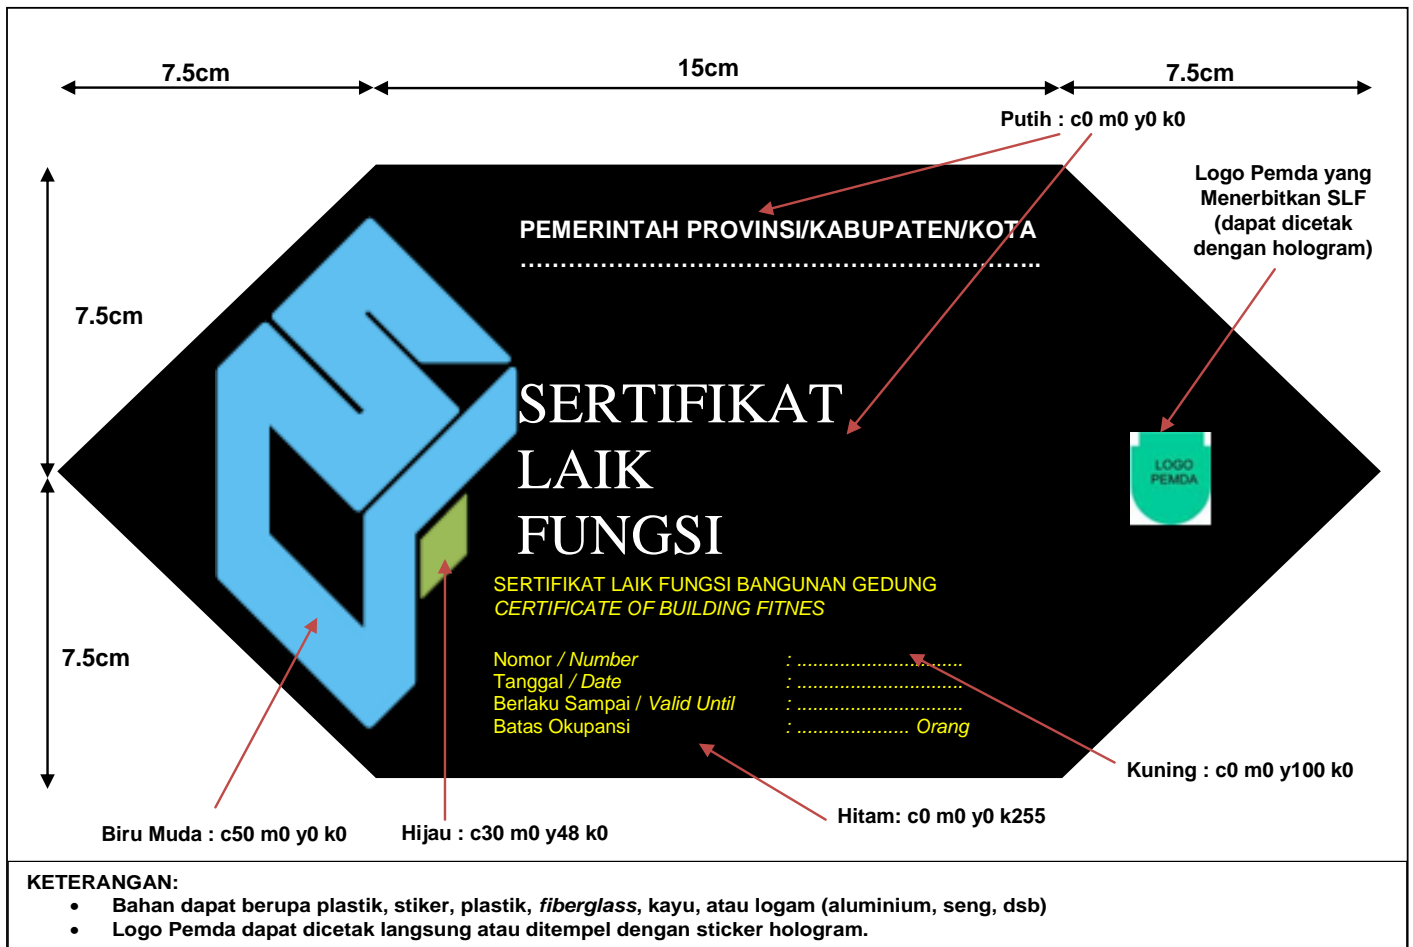 7.5cm
15cm
7.5cm
Putih : c0 m0 y0 k0
Logo Pemda yang
Menerbitkan SLF
(dapat dicetak
dengan hologram)
PEMERINTAH PROVINSI/KABUPATEN/KOTA
……………………………………………………….
7.5cm
SERTIFIKAT
LAIK
FUNGSI
LOGO
PEMDA
SERTIFIKAT LAIK FUNGSI BANGUNAN GEDUNG
CERTIFICATE OF BUILDING FITNES
7.5cm
Nomor / Number : ...............................
Tanggal / Date : ...............................
Berlaku Sampai / Valid Until : ...............................
Batas Okupansi : ..................... Orang
Kuning : c0 m0 y100 k0
Hitam: c0 m0 y0 k255
Biru Muda : c50 m0 y0 k0
Hijau : c30 m0 y48 k0
KETERANGAN:
• Bahan dapat berupa plastik, stiker, plastik, fiberglass, kayu, atau logam (aluminium, seng, dsb)
• Logo Pemda dapat dicetak langsung atau ditempel dengan sticker hologram.